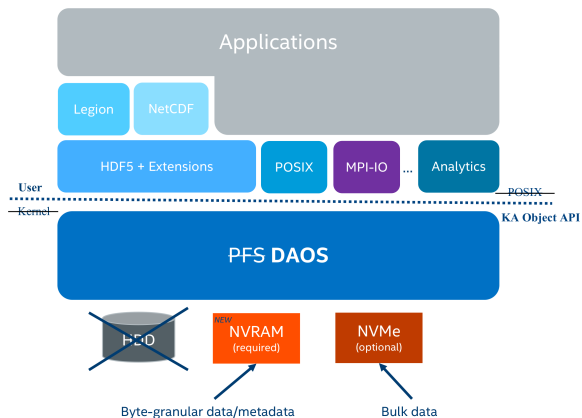 Applications
Legion
NetCDF
HDF5 + Extensions
POSIX
MPI-IO
...
Analytics
User
POSIX
Kernel
KA Object API
PFS DAOS
HDD
NEW
NVRAM
(required)
NVMe
(optional)
Byte-granular data/metadata
Bulk data